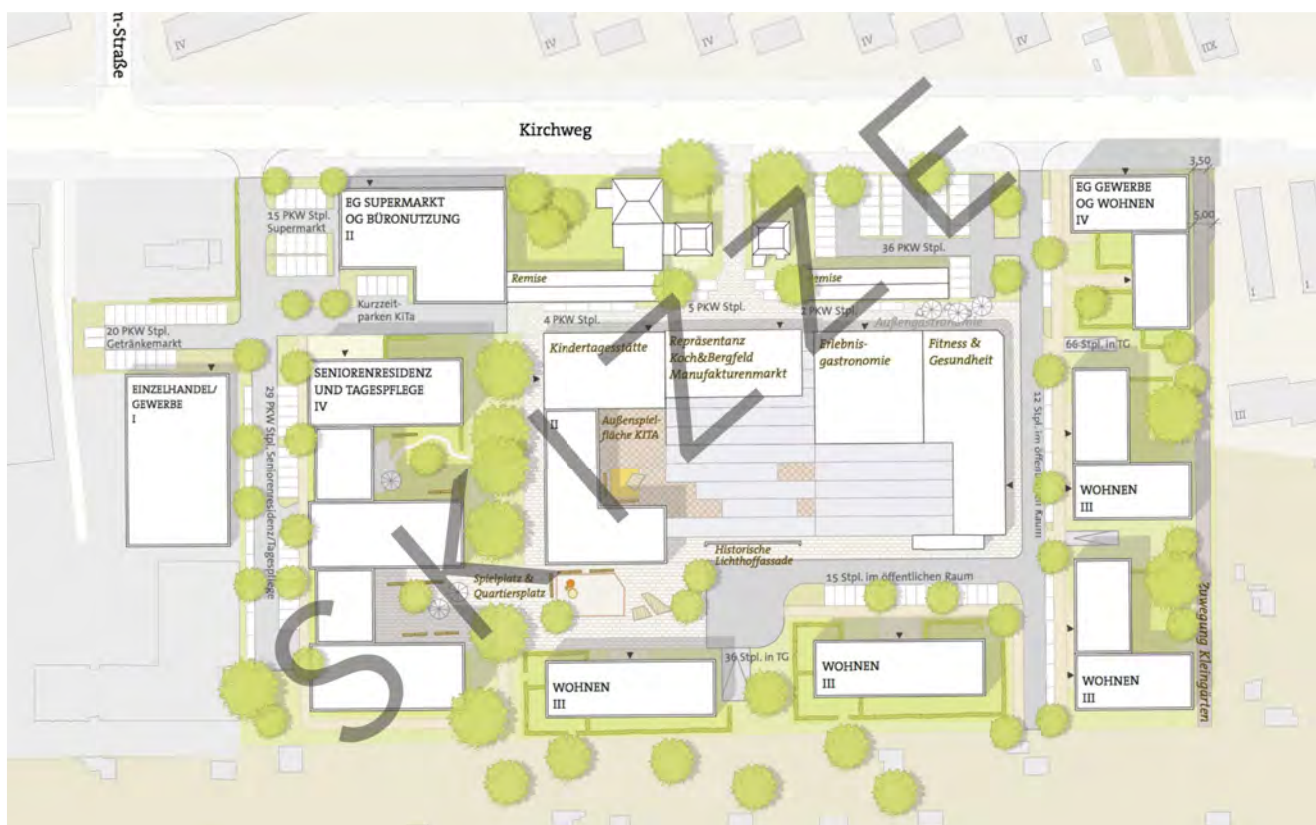 n-Straße
IV
IV
IV
IV
IV
IIX
Kirchweg
3,50
5,00
15 PKW Stpl.
Supermarkt
EG SUPERMARKT
OG BÜRONUTZUNG
II
EG GEWERBE
OG WOHNEN
IV
36 PKW Stpl.
Remise
Remise
I
I
Kurzzeit-
parken KiTa
20 PKW Stpl.
Getränkemarkt
4 PKW Stpl.
5 PKW Stpl.
2 PKW Stpl.
Außengastronomie
66 Stpl. in TG
Kindertagesstätte
Repräsentanz
Koch&Bergfeld
Manufakturenmarkt
Erlebnis-
gastronomie
Fitness &
Gesundheit
EINZELHANDEL/
GEWERBE
I
SENIORENRESIDENZ
UND TAGESPFLEGE
IV
29 PKW Stpl. Seniorenresidenz/Tagespflege
II
Außenspiel-
fläche KITA
12 Stpl. im öffentlichen Raum
III
WOHNEN
III
Historische
Lichthoffassade
Spielplatz &
Quartiersplatz
15 Stpl. im öffentlichen Raum
36 Stpl. in TG
WOHNEN
III
WOHNEN
III
WOHNEN
III
Zuwegung Kleingärten
SKIZZE